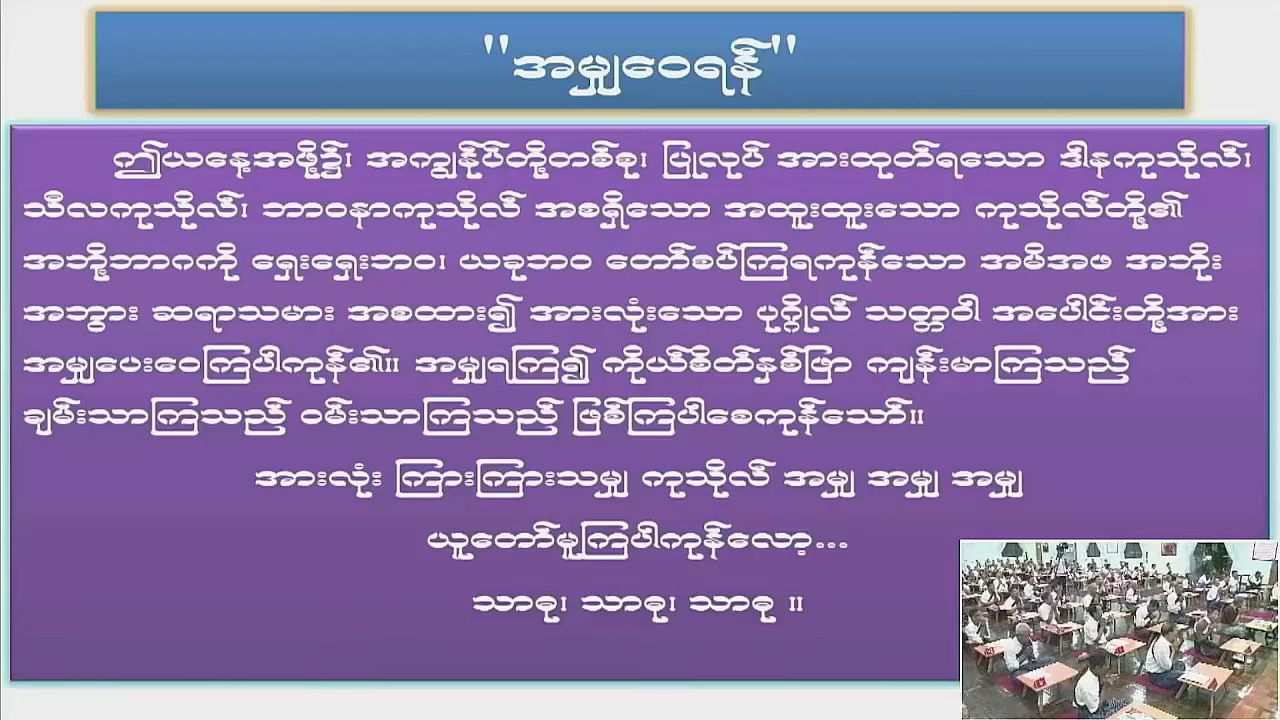 "အမျှဝေရန်"
ဤယနေ့အဖို့၌၊ အကျွန်ုပ်တို့တစ်စု၊ ပြုလုပ် အားထုတ်ရသော ဒါနကုသိုလ်၊
သီလကုသိုလ်၊ ဘာဝနာကုသိုလ် အစရှိသော အထူးထူးသော ကုသိုလ်တို့၏
အဘို့ဘာဂကို ရှေးရှေးဘဝ၊ ယခုဘဝ တော်စပ်ကြရကုန်သော အမိအဖ အဘိုး
အဘွား ဆရာသမား အစထား၍ အားလုံးသော ပုဂ္ဂိုလ် သတ္တဝါ အပေါင်းတို့အား
အမျှပေးဝေကြပါကုန်၏။ အမျှရကြ၍ ကိုယ်စိတ်နှစ်ဖြာ ကျန်းမာကြသည်
ချမ်းသာကြသည် ဝမ်းသာကြသည် ဖြစ်ကြပါစေကုန်သော်။
အားလုံး ကြားကြားသမျှ ကုသိုလ် အမျှ အမျှ အမျှ
ယူတော်မူကြပါကုန်လော့...
သာဓု၊ သာဓု၊ သာဓု ။